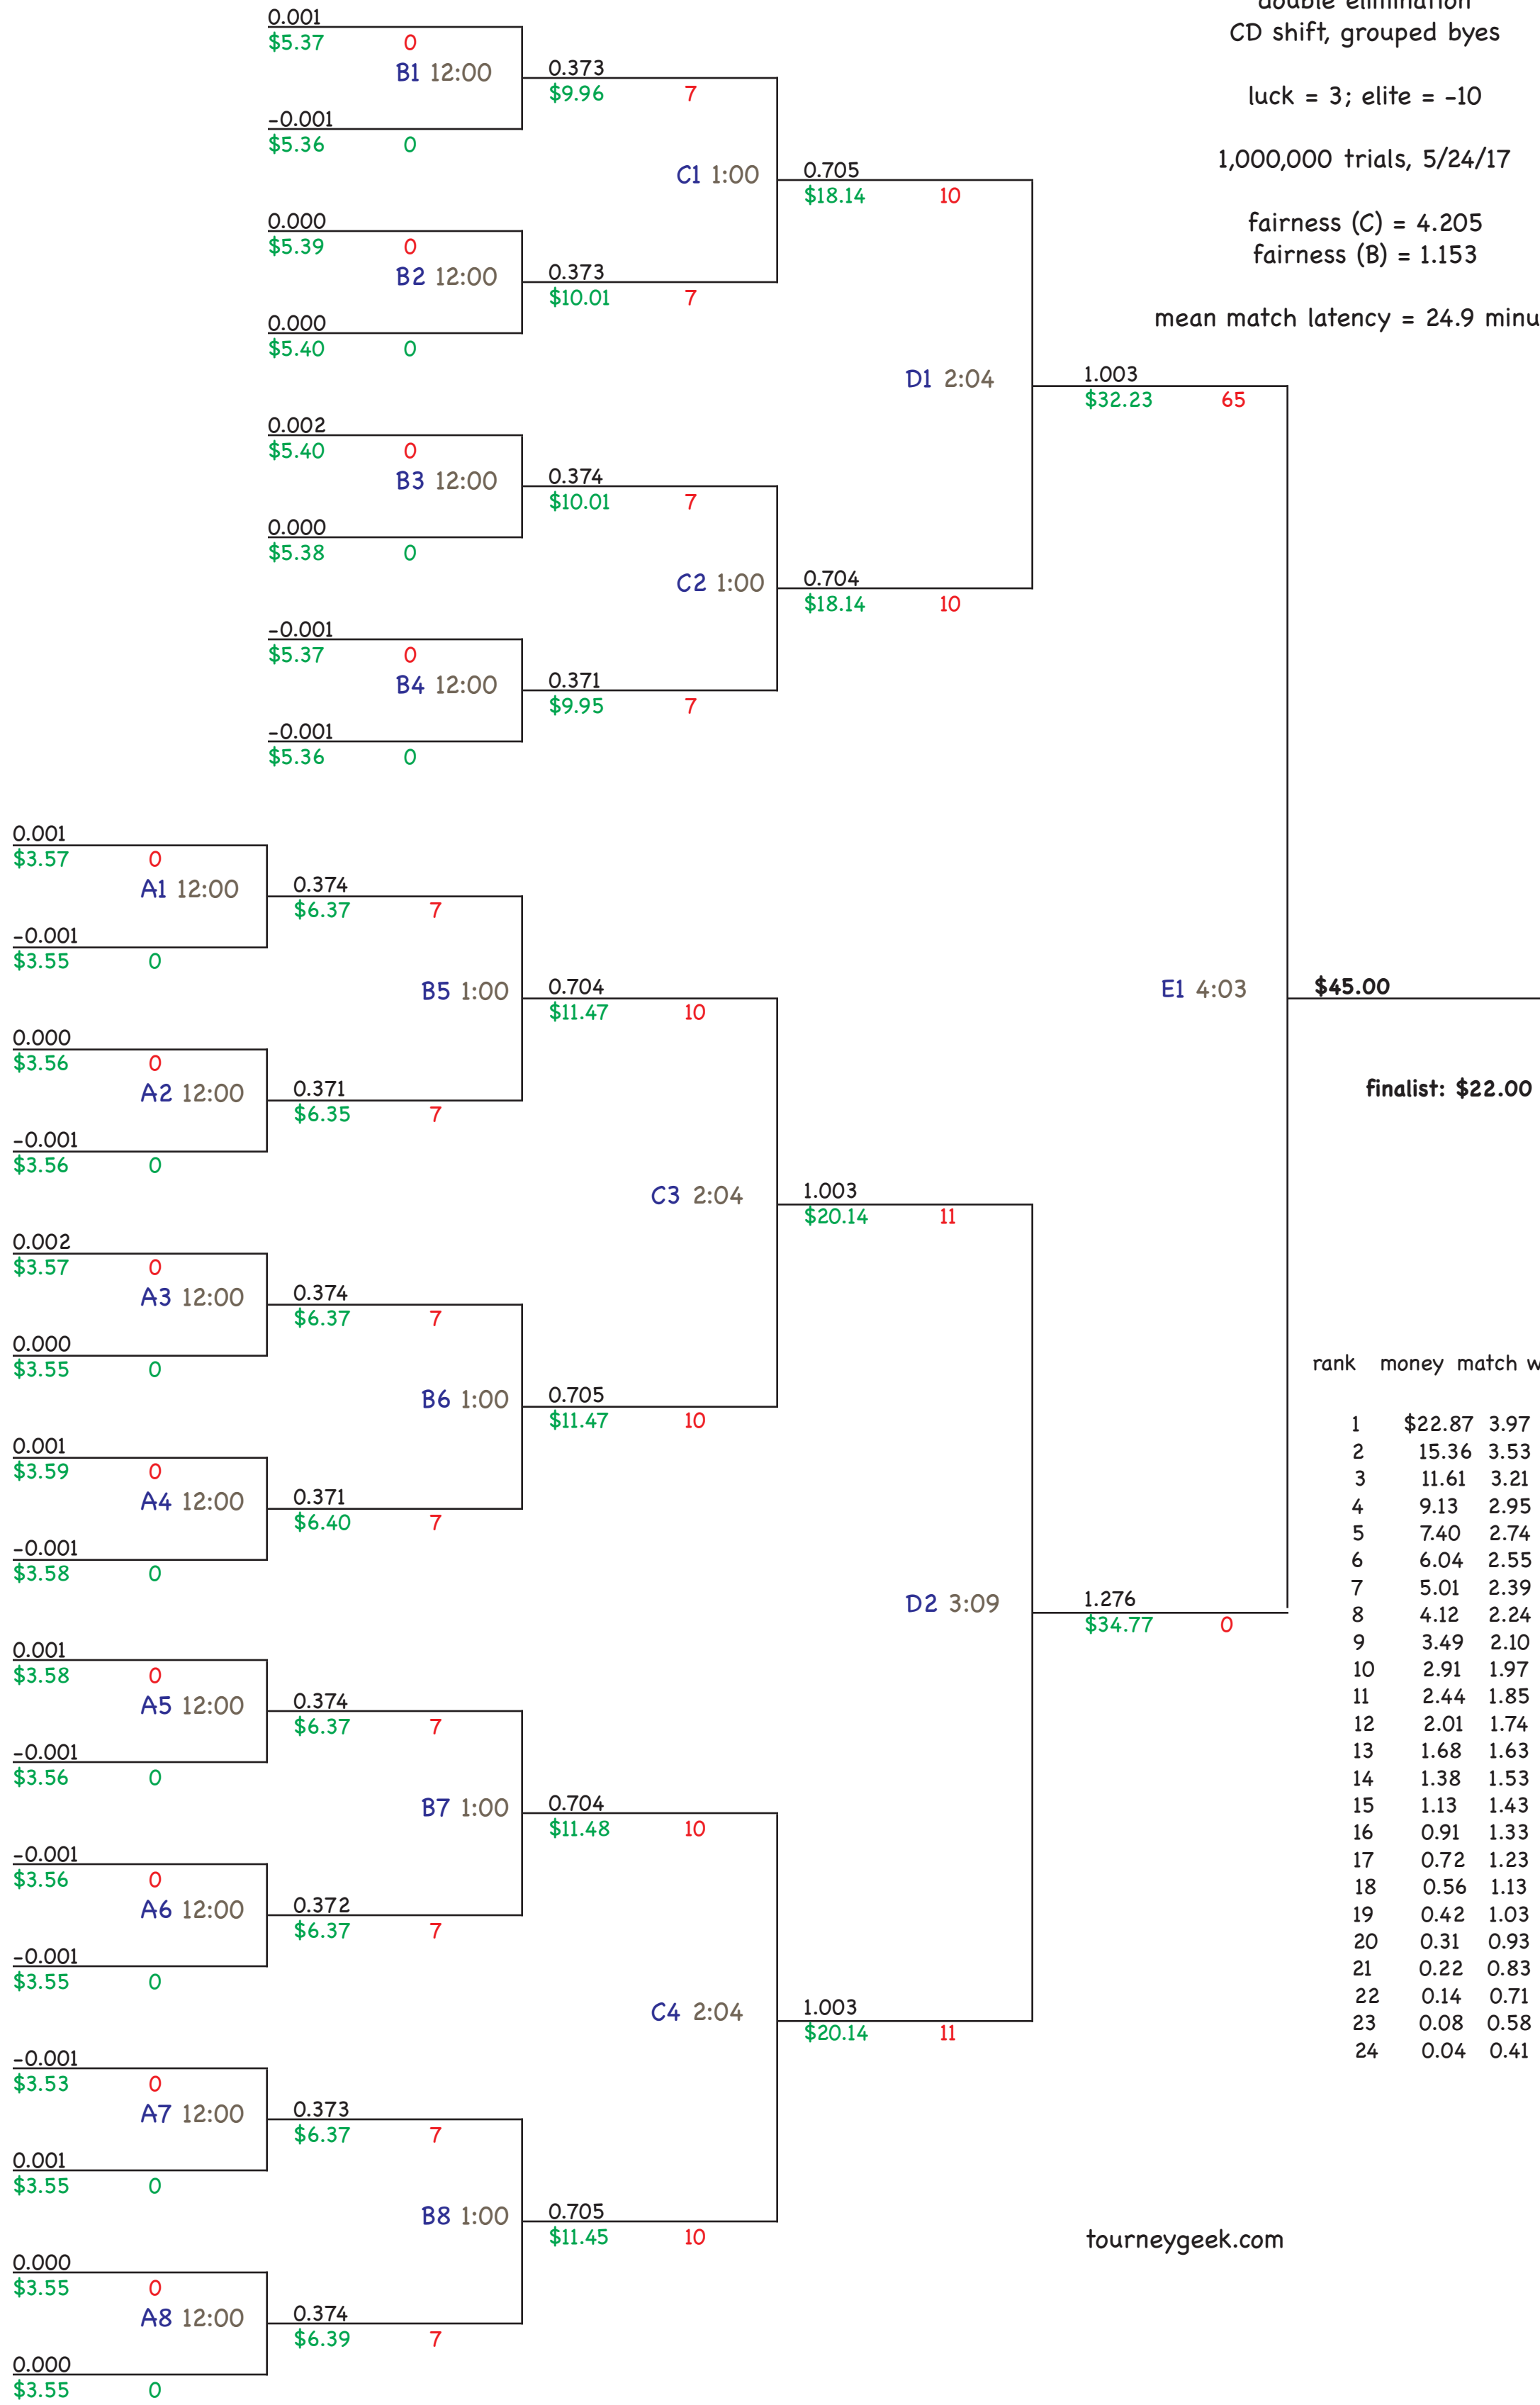 double elimination
CD shift, grouped byes
luck = 3; elite = -10
1,000,000 trials, 5/24/17
fairness (C) = 4.205
fairness (B) = 1.153
mean match latency = 24.9
0.001
$5.37 0
B1 12:00
-0.001
$5.36 0
0.373
$9.96 7
C1 1:00
0.000
$5.39 0
B2 12:00
0.000
$5.40 0
0.373
$10.01 7
0.705
$18.14 10
D1 2:04
0.002
$5.40 0
B3 12:00
0.000
$5.38 0
0.374
$10.01 7
C2 1:00
-0.001
$5.37 0
B4 12:00
-0.001
$5.36 0
0.371
$9.95 7
0.704
$18.14 10
1.003
$32.23 65
0.001
$3.57 0
A1 12:00
-0.001
$3.55 0
0.374
$6.37 7
B5 1:00
0.000
$3.56 0
A2 12:00
-0.001
$3.56 0
0.371
$6.35 7
0.704
$11.47 10
C3 2:04
0.002
$3.57 0
A3 12:00
0.000
$3.55 0
0.374
$6.37 7
B6 1:00
0.001
$3.59 0
A4 12:00
-0.001
$3.58 0
0.371
$6.40 7
0.705
$11.47 10
1.003
$20.14 11
D2 3:09
0.001
$3.58 0
A5 12:00
-0.001
$3.56 0
0.374
$6.37 7
B7 1:00
-0.001
$3.56 0
A6 12:00
-0.001
$3.55 0
0.372
$6.37 7
0.704
$11.48 10
C4 2:04
-0.001
$3.53 0
A7 12:00
0.001
$3.55 0
0.373
$6.37 7
B8 1:00
0.000
$3.55 0
A8 12:00
0.000
$3.55 0
0.374
$6.39 7
0.705
$11.45 10
1.003
$20.14 11
1.276
$34.77 0
E1 4:03
$45.00
finalist: $22.00
rank money match
1 $22.87 3.97
2 15.36 3.53
3 11.61 3.21
4 9.13 2.95
5 7.40 2.74
6 6.04 2.55
7 5.01 2.39
8 4.12 2.24
9 3.49 2.10
10 2.91 1.97
11 2.44 1.85
12 2.01 1.74
13 1.68 1.63
14 1.38 1.53
15 1.13 1.43
16 0.91 1.33
17 0.72 1.23
18 0.56 1.13
19 0.42 1.03
20 0.31 0.93
21 0.22 0.83
22 0.14 0.71
23 0.08 0.58
24 0.04 0.41
tourneygeek.com